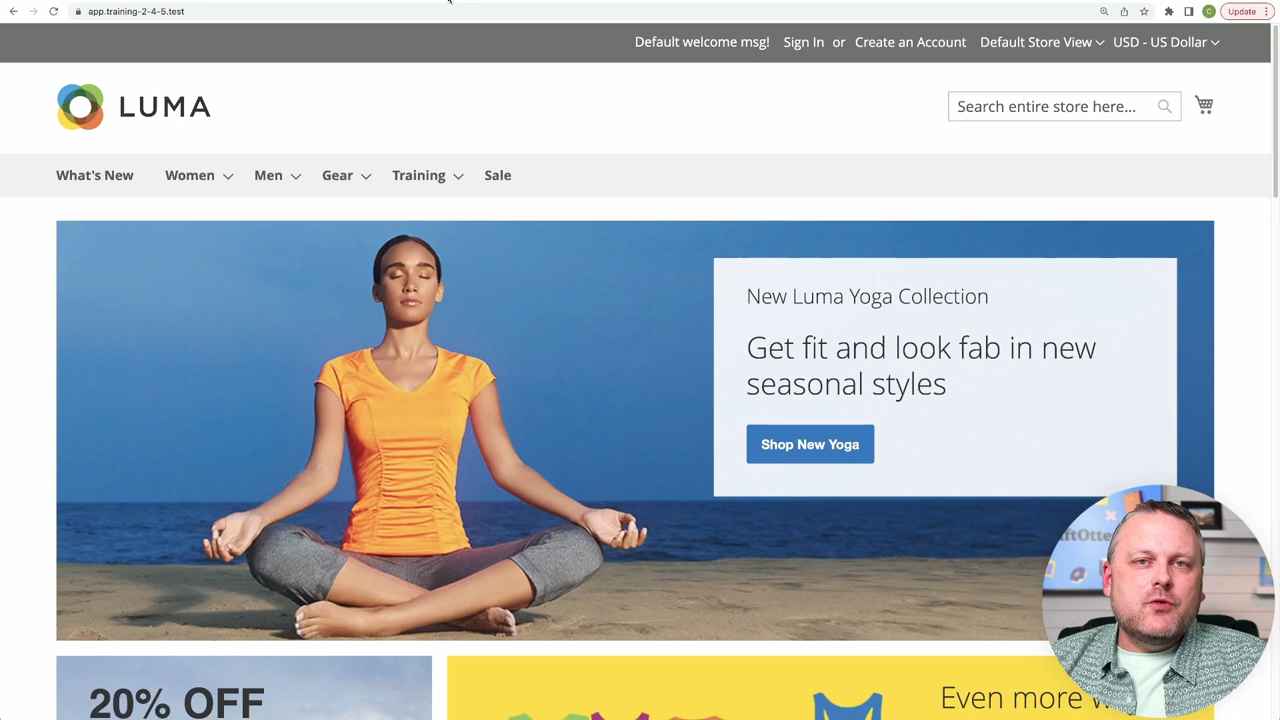 app.training-2-4-5.test
Update
Default welcome msg! Sign In or Create an Account Default Store View USD - US Dollar
LUMA
Search entire store here...
What's New Women Men Gear Training Sale
New Luma Yoga Collection
Get fit and look fab in new
seasonal styles
Shop New Yoga
20% OFF
Even more